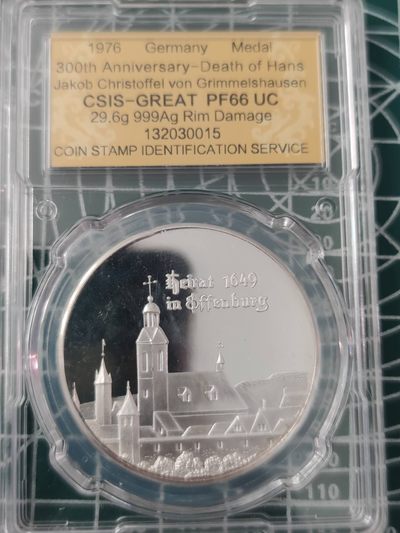 1976 Germany Medal
300th Anniversary-Death of Hans
Jakob Christoffel von Grimmelshausen
CSIS-GREAT PF66 UC
29.6g 999Ag Rim Damage
132030015
COIN STAMP IDENTIFICATION SERVICE
Heirat 1649
in Offenburg
110